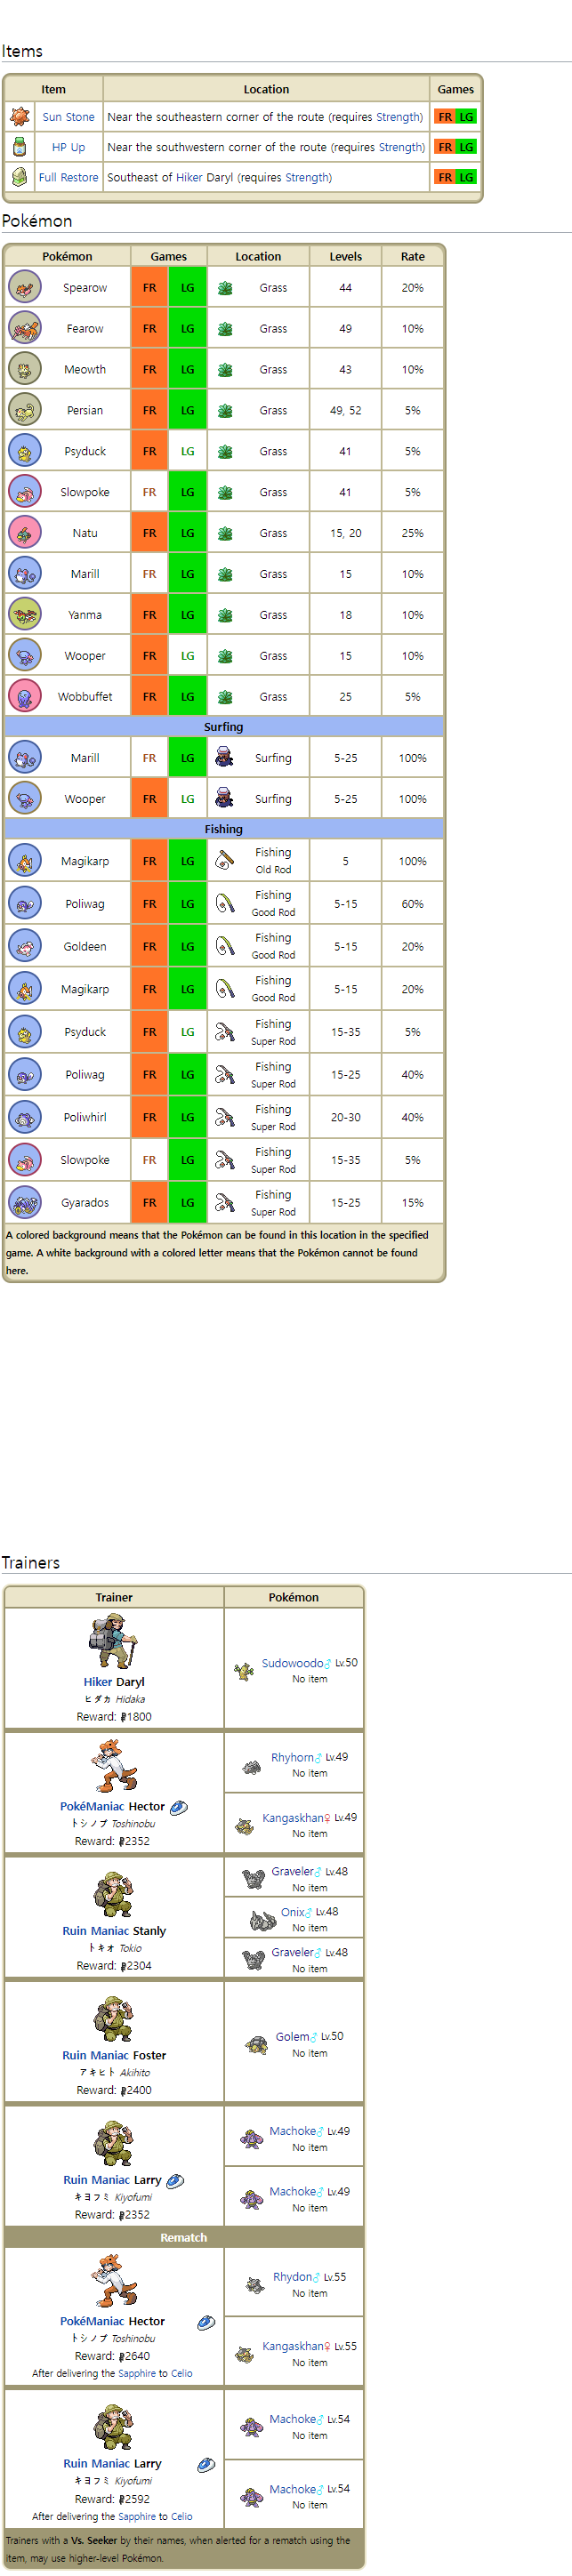 Items
Item Location Games
Sun Stone Near the southeastern corner of the route (requires Strength) FR LG
HP Up Near the southwestern corner of the route (requires Strength) FR LG
Full Restore Southeast of Hiker Daryl (requires Strength) FR LG
Pokémon
Pokémon Games Location Levels Rate
Spearow FR LG Grass 44 20%
Fearow FR LG Grass 49 10%
Meowth FR LG Grass 43 10%
Persian FR LG Grass 49, 52 5%
Psyduck FR LG Grass 41 5%
Slowpoke FR LG Grass 41 5%
Natu FR LG Grass 15, 20 25%
Marill FR LG Grass 15 10%
Yanma FR LG Grass 18 10%
Wooper FR LG Grass 15 10%
Wobbuffet FR LG Grass 25 5%
Surfing
Marill FR LG Surfing 5-25 100%
Wooper FR LG Surfing 5-25 100%
Fishing
Magikarp FR LG Fishing Old Rod 5 100%
Poliwag FR LG Fishing Good Rod 5-15 60%
Goldeen FR LG Fishing Good Rod 5-15 20%
Magikarp FR LG Fishing Good Rod 5-15 20%
Psyduck FR LG Fishing Super Rod 15-35 5%
Poliwag FR LG Fishing Super Rod 15-25 40%
Poliwhirl FR LG Fishing Super Rod 20-30 40%
Slowpoke FR LG Fishing Super Rod 15-35 5%
Gyarados FR LG Fishing Super Rod 15-25 15%
A colored background means that the Pokémon can be found in this location in the specified
game. A white background with a colored letter means that the Pokémon cannot be found
here.
Trainers
Trainer Pokémon
Hiker Daryl
ヒダカ Hidaka
Reward: 1800
Sudowoodo♂ Lv.50
No item
PokéManiac Hector
トシノブ Toshinobu
Reward: 2352
Rhyhorn♂ Lv.49
No item
Kangaskhan♀ Lv.49
No item
Ruin Maniac Stanly
トキオ Tokio
Reward: 2304
Graveler♂ Lv.48
No item
Onix♂ Lv.48
No item
Graveler♂ Lv.48
No item
Ruin Maniac Foster
アキヒト Akihito
Reward: 2400
Golem♂ Lv.50
No item
Ruin Maniac Larry
キヨフミ Kiyofumi
Reward: 2352
Machoke♂ Lv.49
No item
Machoke♂ Lv.49
No item
Rematch
PokéManiac Hector
トシノブ Toshinobu
Reward: 2640
After delivering the Sapphire to Celio
Rhydon♂ Lv.55
No item
Kangaskhan♀ Lv.55
No item
Ruin Maniac Larry
キヨフミ Kiyofumi
Reward: 2592
After delivering the Sapphire to Celio
Machoke♂ Lv.54
No item
Machoke♂ Lv.54
No item
Trainers with a Vs. Seeker by their names, when alerted for a rematch using the
item, may use higher-level Pokémon.